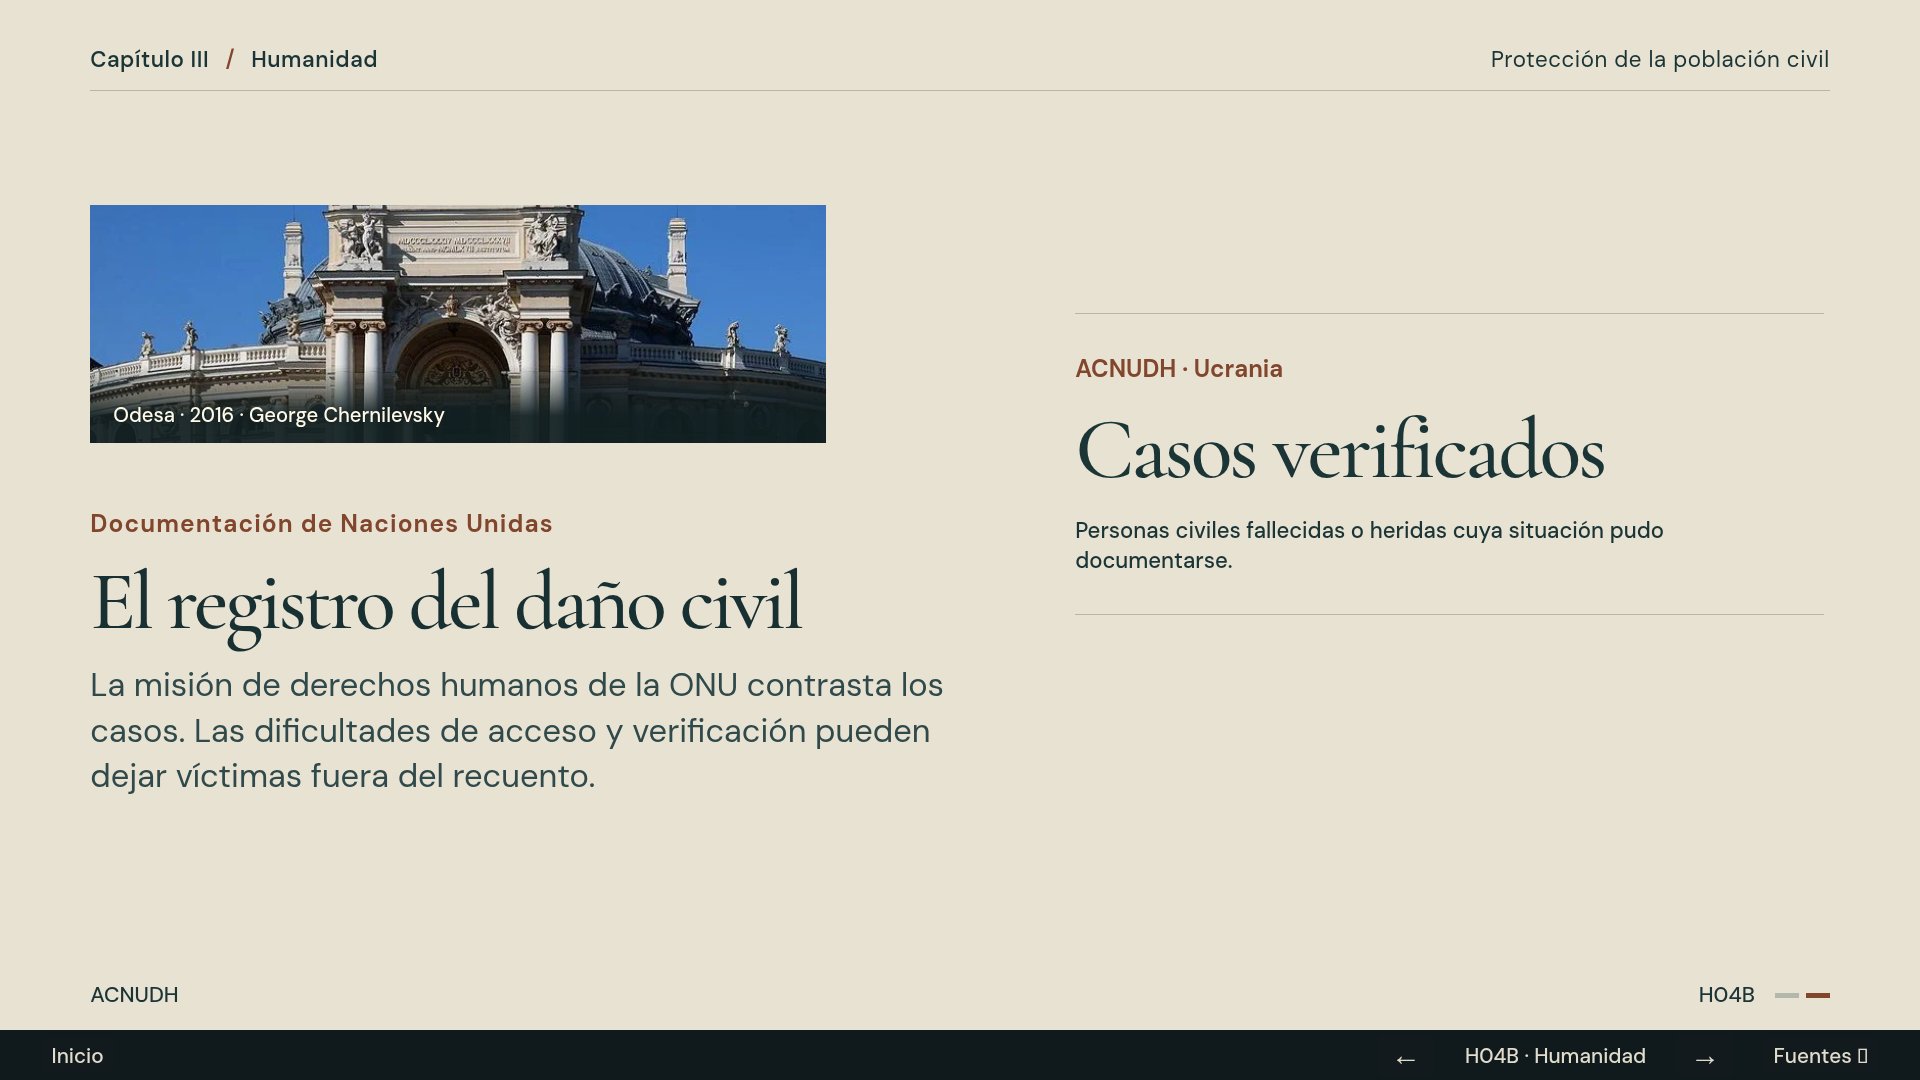 Capítulo III / Humanidad
Protección de la población civil
Odesa · 2016 · George Chernilevsky
Documentación de Naciones Unidas
El registro del daño civil
La misión de derechos humanos de la ONU contrasta los
casos. Las dificultades de acceso y verificación pueden
dejar víctimas fuera del recuento.
ACNUDH · Ucrania
Casos verificados
Personas civiles fallecidas o heridas cuya situación pudo
documentarse.
ACNUDH
H04B
Inicio
← H04B · Humanidad →
Fuentes